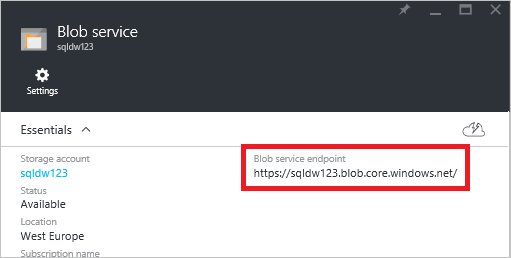 Blob service
sqldw123
Settings
Essentials
Storage account
sqldw123
Status
Available
Location
West Europe
Subscription name
Blob service endpoint
https://sqldw123.blob.core.windows.net/